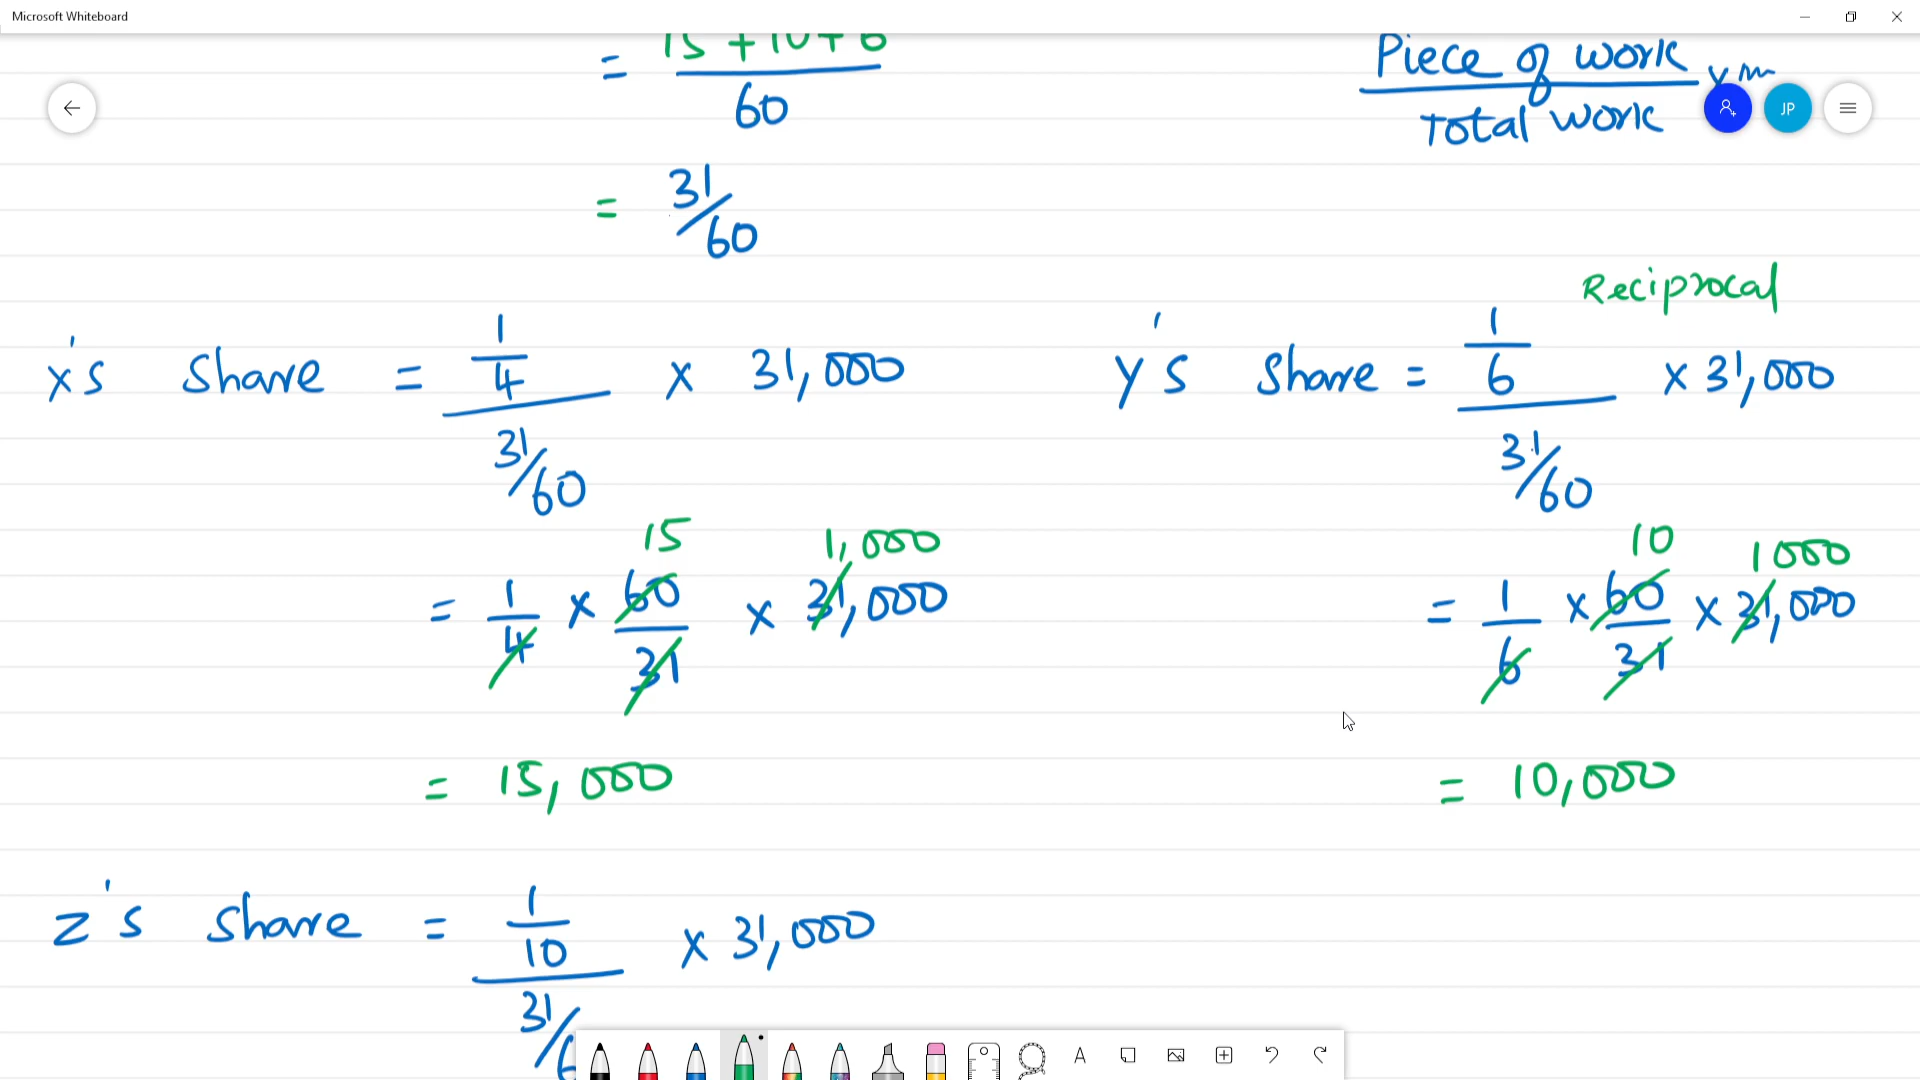 Microsoft Whiteboard
= 15 + 10 + 6 / 60
Piece of work / Total work
JP
= 31/60
Reciprocal
x's share = 1/4 / 31/60 x 31,000
y's share = 1/6 / 31/60 x 31,000
15 1,000
= 1/4 x 60/31 x 31,000
10 1000
= 1/6 x 60/31 x 31,000
= 15,000
= 10,000
z's share = 1/10 / 31/6 x 31,000
A